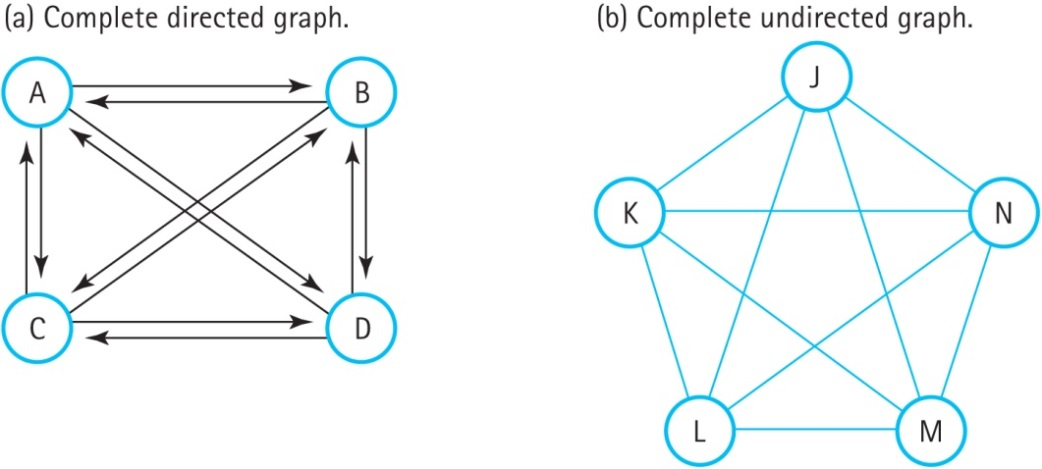 (a) Complete directed graph.
A
B
C
D
(b) Complete undirected graph.
J
K
N
L
M